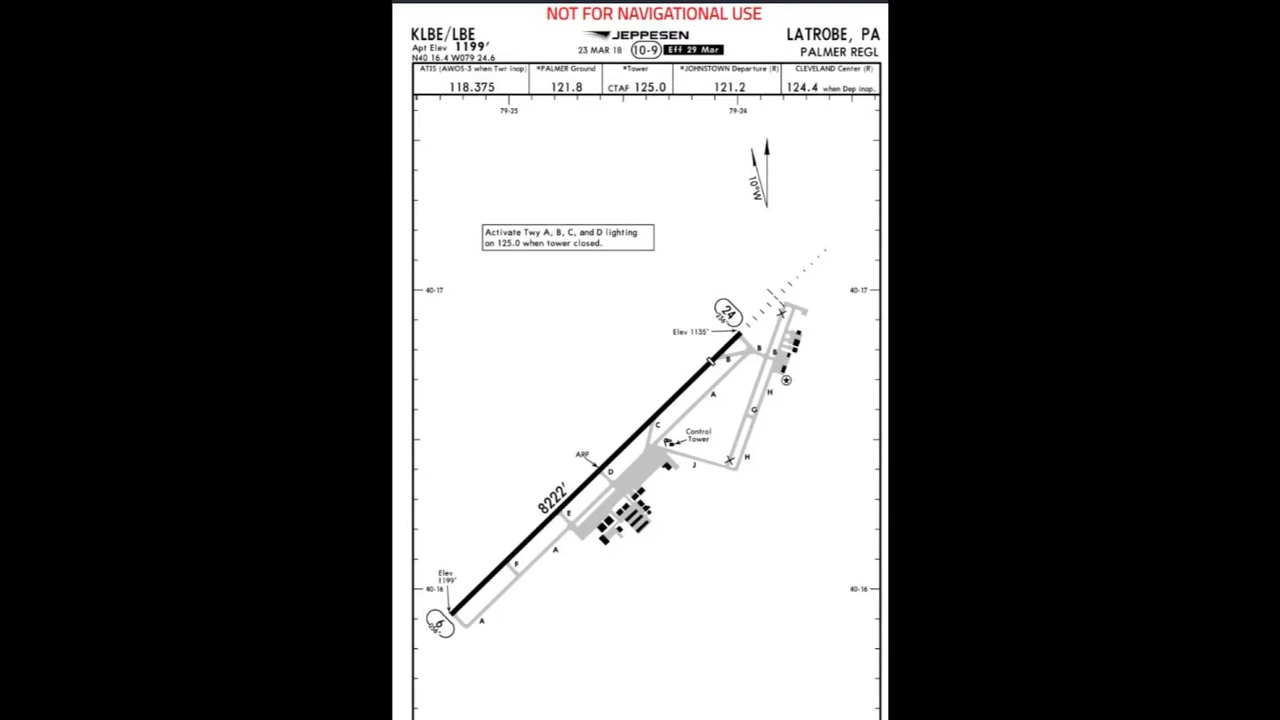 NOT FOR NAVIGATIONAL USE
KLBE/LBE
Apt Elev 1199'
N40 16.4 W079 24.6
JEPPESEN
23 MAR 18 10-9 Eff 29 Mar
LATROBE, PA
PALMER REGL
ATIS (AWOS-3 when Twr inop)
118.375
*PALMER Ground
121.8
*Tower
CTAF 125.0
*JOHNSTOWN Departure (R)
121.2
CLEVELAND Center (R)
124.4 when Dep inop.
79-25
79-24
10°W
Activate Twy A, B, C, and D lighting
on 125.0 when tower closed.
40-17
40-17
24
236°
Elev 1135'
B
B
B
A
H
G
C
Control
Tower
H
J
ARP
D
8222'
E
A
F
Elev
1199'
40-16
40-16
6
056°
A